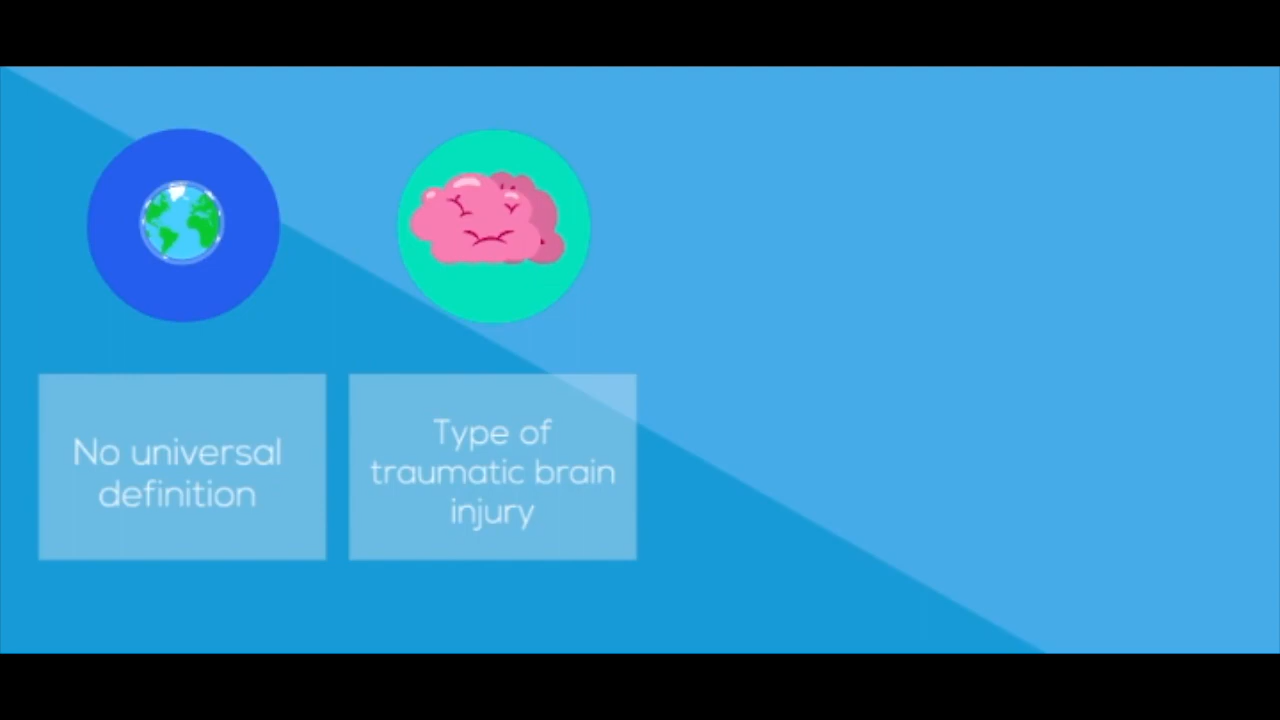 No universal
definition
Type of
traumatic brain
injury